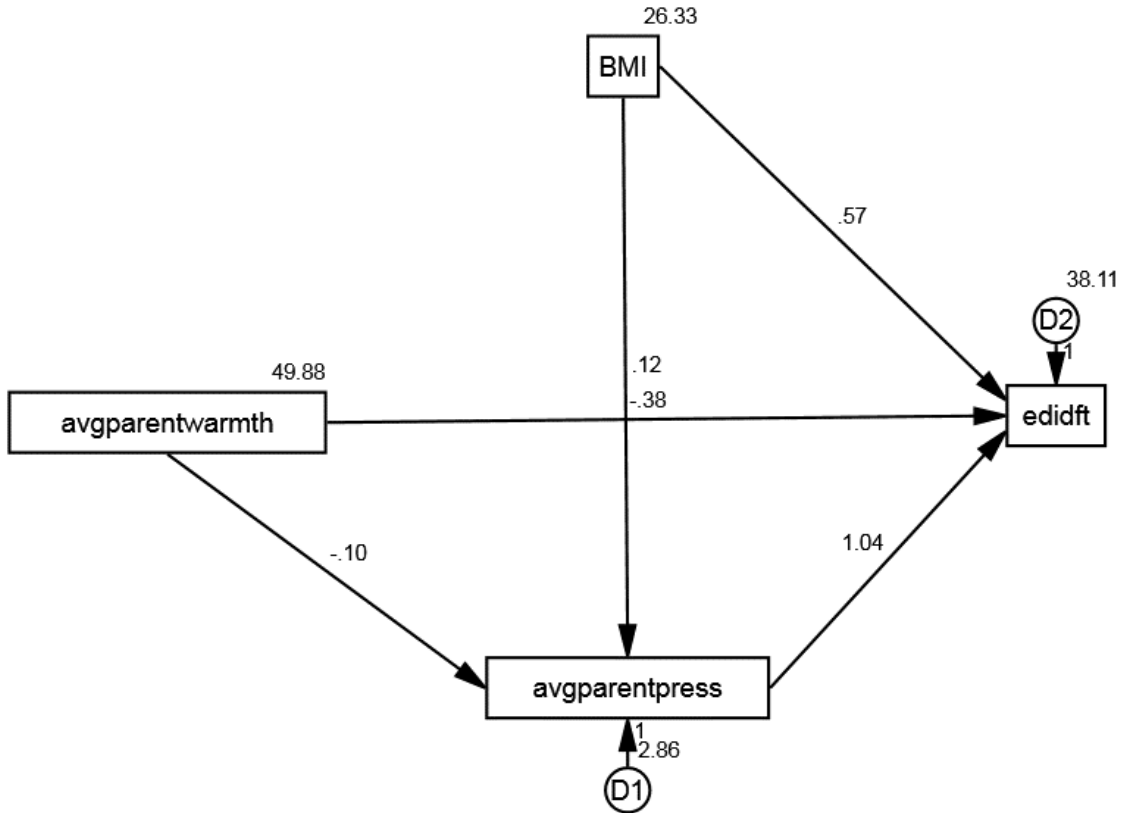 26.33
BMI
.57
38.11
D2
1
49.88
.12
-.38
avgparentwarmth
edidft
-.10
1.04
avgparentpress
1
2.86
D1